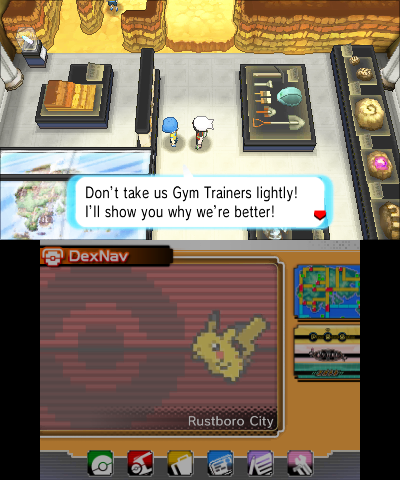 Don't take us Gym Trainers lightly!
I'll show you why we're better!
DexNav
Rustboro City